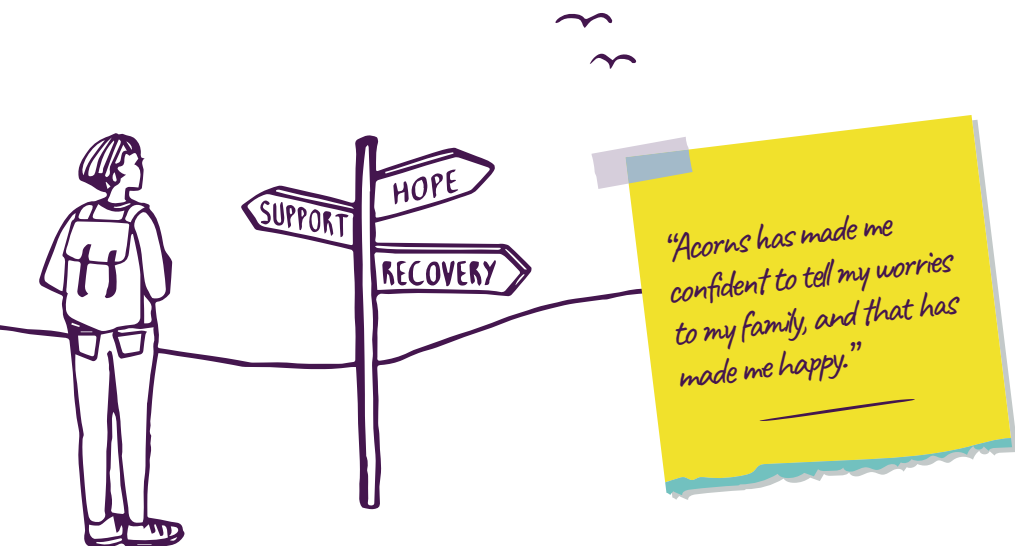 HOPE
SUPPORT
RECOVERY
“Acorns has made me
confident to tell my worries
to my family, and that has
made me happy.”